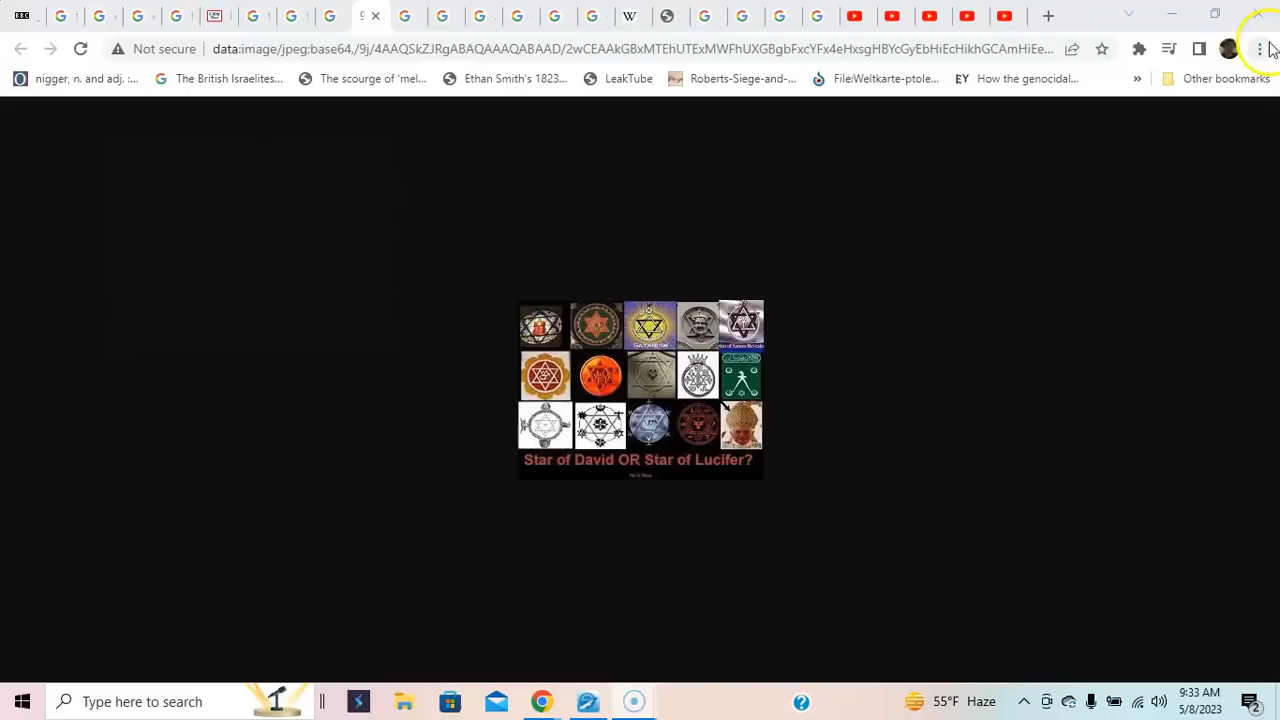 Not secure
data:image/jpeg;base64,/9j/4AAQSkZJRgABAQAAAQABAAD/2wCEAAkGBxMTEhUTExMWFhUXGBgbFxcYFx4eHxsgHBYcGyEbHiEcHikhGCAmHiEe...
nigger, n. and adj. :...
The British Israelites...
The scourge of 'mel...
Ethan Smith's 1823...
LeakTube
Roberts-Siege-and-...
File:Weltkarte-ptole...
EY
How the genocidal...
»
Other bookmarks
SATANISM
Star of David OR Star of Lucifer?
Type here to search
55°F Haze
9:33 AM
5/8/2023
2